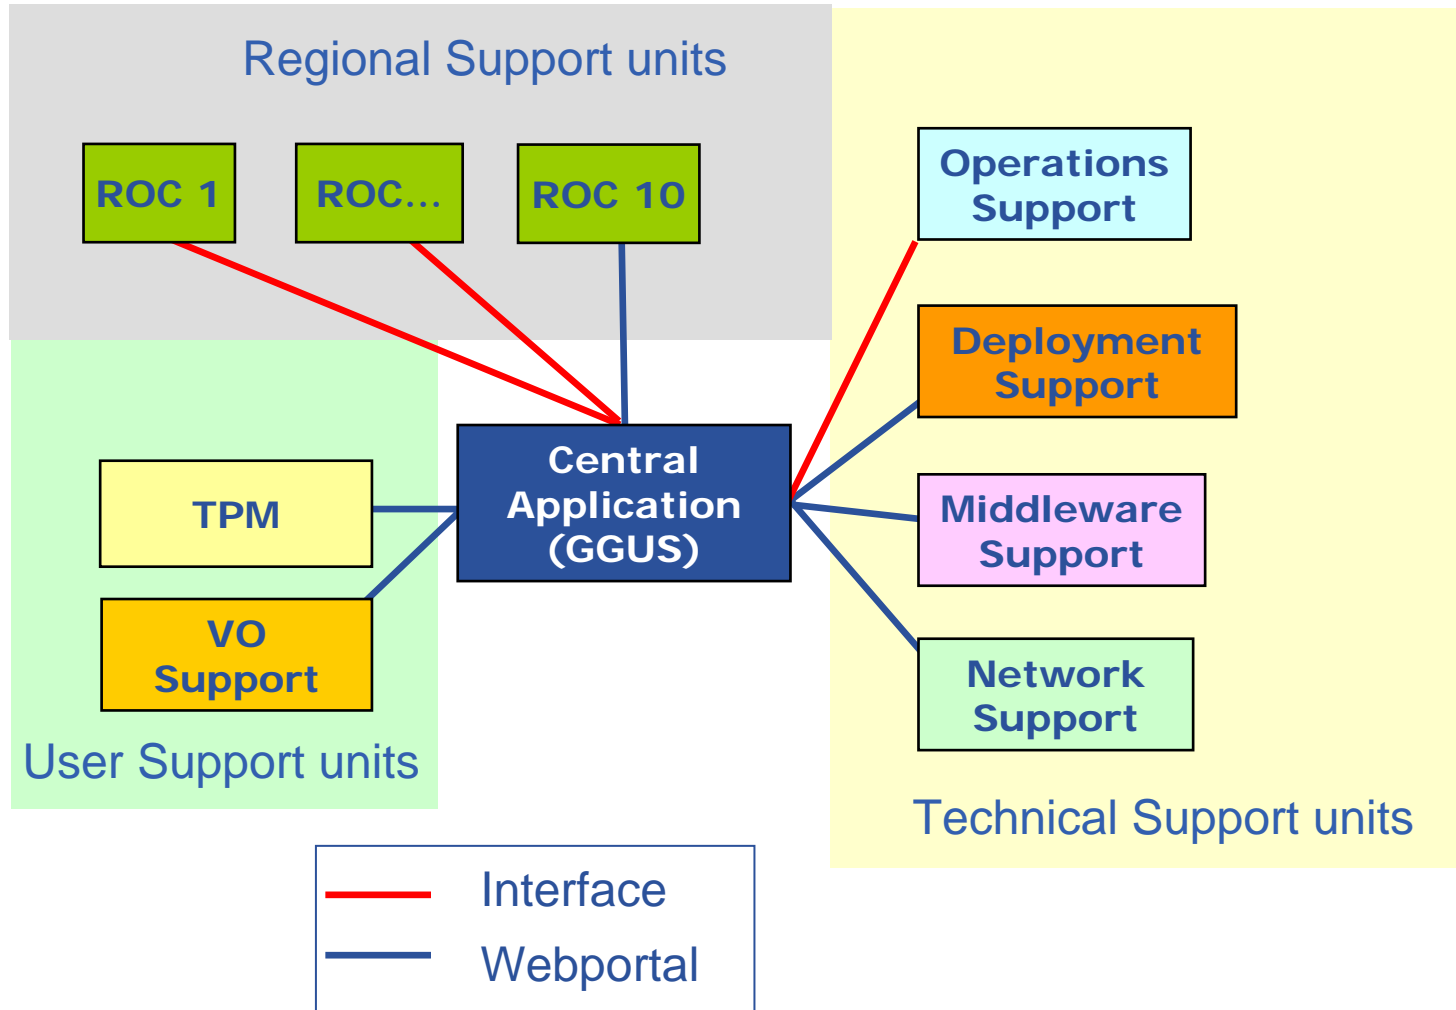 Regional Support units
ROC 1
ROC...
ROC 10
Operations
Support
Deployment
Support
Central
Application
(GGUS)
TPM
Middleware
Support
VO
Support
Network
Support
User Support units
Technical Support units
Interface
Webportal